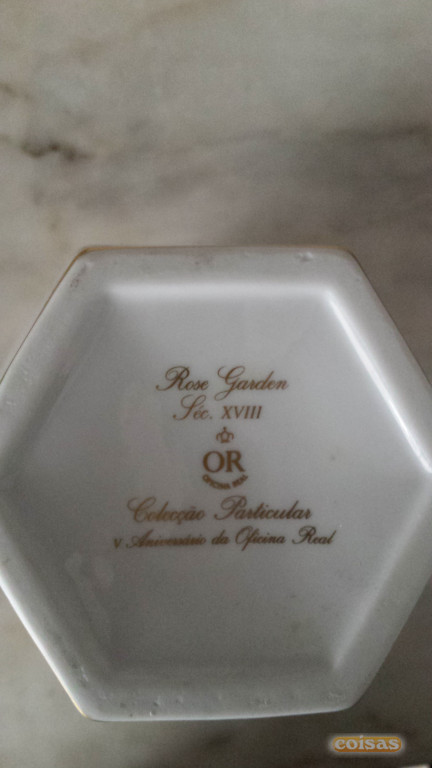 Rose Garden
Séc. XVIII
OR
OFICINA REAL
Colecção Particular
V Aniversário da Oficina Real
coisas